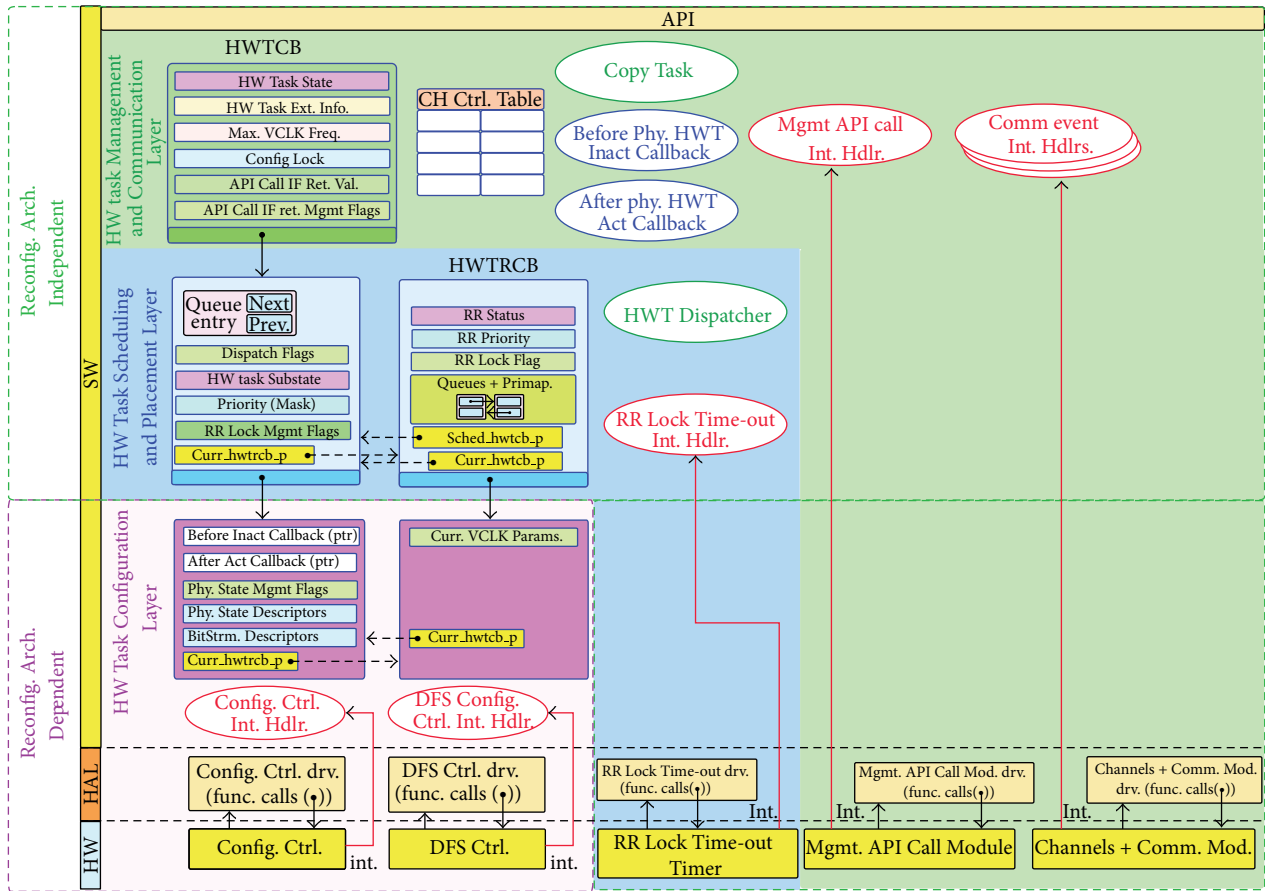 API
HWTCB
HW Task State
HW Task Ext. Info.
Max. VCLK Freq.
Config Lock
API Call IF Ret. Val.
API Call IF ret. Mgmt Flags
CH Ctrl. Table
Copy Task
Before Phy. HWT
Inact Callback
After phy. HWT
Act Callback
Mgmt API call
Int. Hdlr.
Comm event
Int. Hdlrs.
HW task Management
and Communication
Layer
Reconfig. Arch.
Independent
SW
HW Task Scheduling
and Placement Layer
Queue
entry
Next
Prev.
Dispatch Flags
HW task Substate
Priority (Mask)
RR Lock Mgmt Flags
Curr_hwtrcb_p
HWTRCB
RR Status
RR Priority
RR Lock Flag
Queues + Primap.
Sched_hwtcb_p
Curr_hwtcb_p
HWT Dispatcher
RR Lock Time-out
Int. Hdlr.
Reconfig. Arch.
Dependent
HW Task Configuration
Layer
Before Inact Callback (ptr)
After Act Callback (ptr)
Phy. State Mgmt Flags
Phy. State Descriptors
BitStrm. Descriptors
Curr_hwtrcb_p
Curr. VCLK Params.
Curr_hwtcb_p
Config. Ctrl.
Int. Hdlr.
DFS Config.
Ctrl. Int. Hdlr.
HAL
Config. Ctrl. drv.
(func. calls (·))
DFS Ctrl. drv.
(func. calls (·))
RR Lock Time-out drv.
(func. calls(·))
Int.
Mgmt. API Call Mod. drv.
(func. calls(·))
Int.
Channels + Comm. Mod.
drv. (func. calls(·))
Int.
HW
Config. Ctrl.
int.
DFS Ctrl.
int.
RR Lock Time-out
Timer
Mgmt. API Call Module
Channels + Comm. Mod.